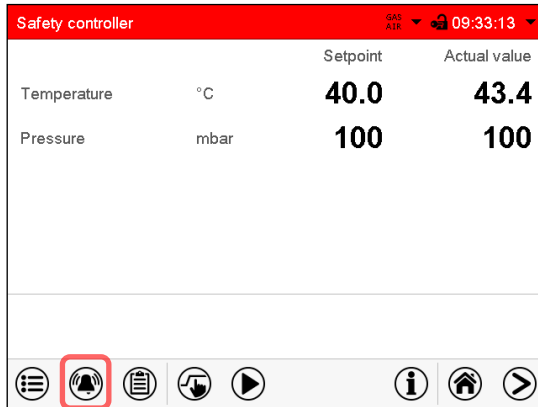 Safety controller GAS AIR 09:33:13
Setpoint Actual value
Temperature °C 40.0 43.4
Pressure mbar 100 100